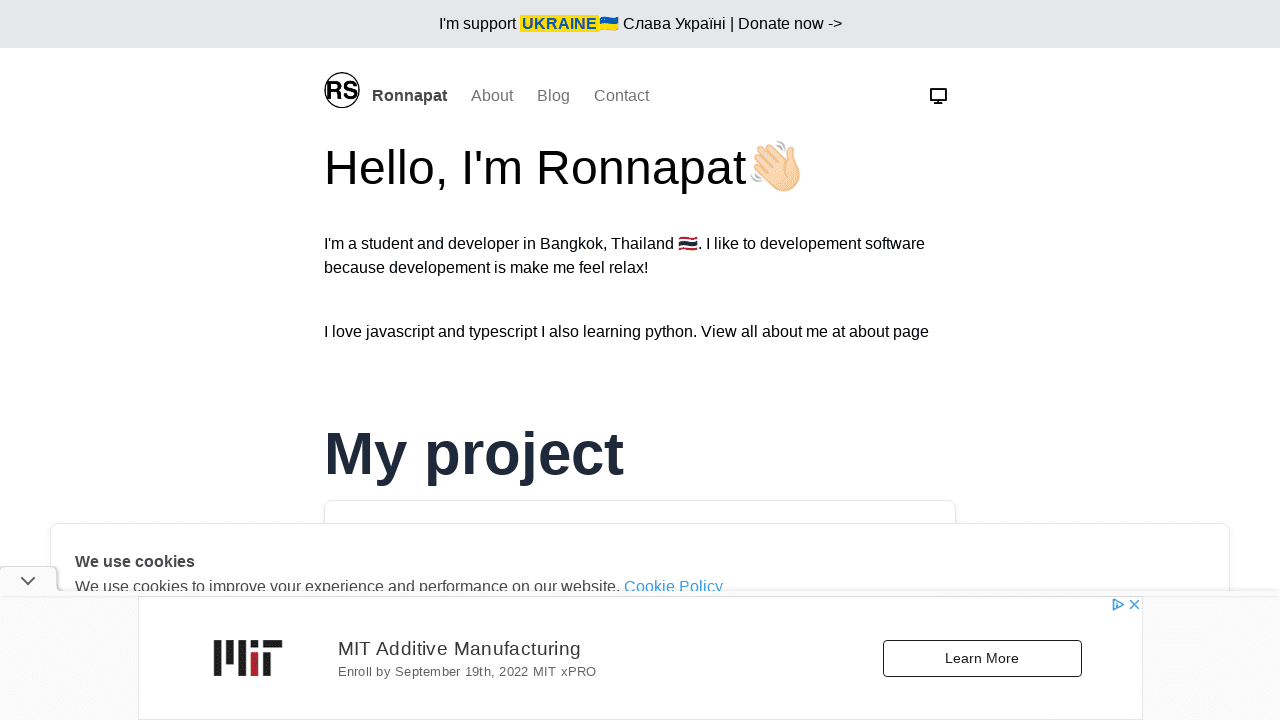 I'm support UKRAINE🇺🇦 Слава Україні | Donate now ->
RS Ronnapat About Blog Contact
Hello, I'm Ronnapat👋🏻
I'm a student and developer in Bangkok, Thailand 🇹🇭. I like to developement software
because developement is make me feel relax!
I love javascript and typescript I also learning python. View all about me at about page
My project
We use cookies
We use cookies to improve your experience and performance on our website. Cookie Policy
MIT
MIT Additive Manufacturing
Enroll by September 19th, 2022 MIT xPRO
Learn More